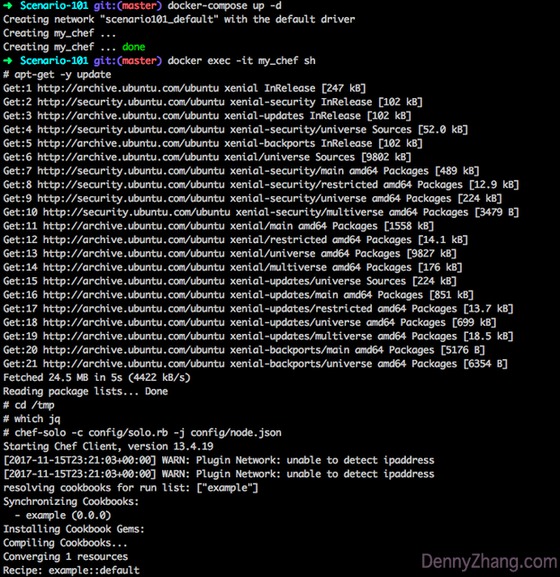 ➜ Scenario-101 git:(master) docker-compose up -d
Creating network "scenario101_default" with the default driver
Creating my_chef ...
Creating my_chef ... done
➜ Scenario-101 git:(master) docker exec -it my_chef sh
# apt-get -y update
Get:1 http://archive.ubuntu.com/ubuntu xenial InRelease [247 kB]
Get:2 http://security.ubuntu.com/ubuntu xenial-security InRelease [102 kB]
Get:3 http://archive.ubuntu.com/ubuntu xenial-updates InRelease [102 kB]
Get:4 http://security.ubuntu.com/ubuntu xenial-security/universe Sources [52.0 kB]
Get:5 http://archive.ubuntu.com/ubuntu xenial-backports InRelease [102 kB]
Get:6 http://archive.ubuntu.com/ubuntu xenial/universe Sources [9802 kB]
Get:7 http://security.ubuntu.com/ubuntu xenial-security/main amd64 Packages [489 kB]
Get:8 http://security.ubuntu.com/ubuntu xenial-security/restricted amd64 Packages [12.9 kB]
Get:9 http://security.ubuntu.com/ubuntu xenial-security/universe amd64 Packages [224 kB]
Get:10 http://security.ubuntu.com/ubuntu xenial-security/multiverse amd64 Packages [3479 B]
Get:11 http://archive.ubuntu.com/ubuntu xenial/main amd64 Packages [1558 kB]
Get:12 http://archive.ubuntu.com/ubuntu xenial/restricted amd64 Packages [14.1 kB]
Get:13 http://archive.ubuntu.com/ubuntu xenial/universe amd64 Packages [9827 kB]
Get:14 http://archive.ubuntu.com/ubuntu xenial/multiverse amd64 Packages [176 kB]
Get:15 http://archive.ubuntu.com/ubuntu xenial-updates/universe Sources [224 kB]
Get:16 http://archive.ubuntu.com/ubuntu xenial-updates/main amd64 Packages [851 kB]
Get:17 http://archive.ubuntu.com/ubuntu xenial-updates/restricted amd64 Packages [13.7 kB]
Get:18 http://archive.ubuntu.com/ubuntu xenial-updates/universe amd64 Packages [699 kB]
Get:19 http://archive.ubuntu.com/ubuntu xenial-updates/multiverse amd64 Packages [18.5 kB]
Get:20 http://archive.ubuntu.com/ubuntu xenial-backports/main amd64 Packages [5176 B]
Get:21 http://archive.ubuntu.com/ubuntu xenial-backports/universe amd64 Packages [6354 B]
Fetched 24.5 MB in 5s (4422 kB/s)
Reading package lists... Done
# cd /tmp
# which jq
# chef-solo -c config/solo.rb -j config/node.json
Starting Chef Client, version 13.4.19
[2017-11-15T23:21:03+00:00] WARN: Plugin Network: unable to detect ipaddress
[2017-11-15T23:21:03+00:00] WARN: Plugin Network: unable to detect ipaddress
resolving cookbooks for run list: ["example"]
Synchronizing Cookbooks:
- example (0.0.0)
Installing Cookbook Gems:
Compiling Cookbooks...
Converging 1 resources
Recipe: example::default
DennyZhang.com